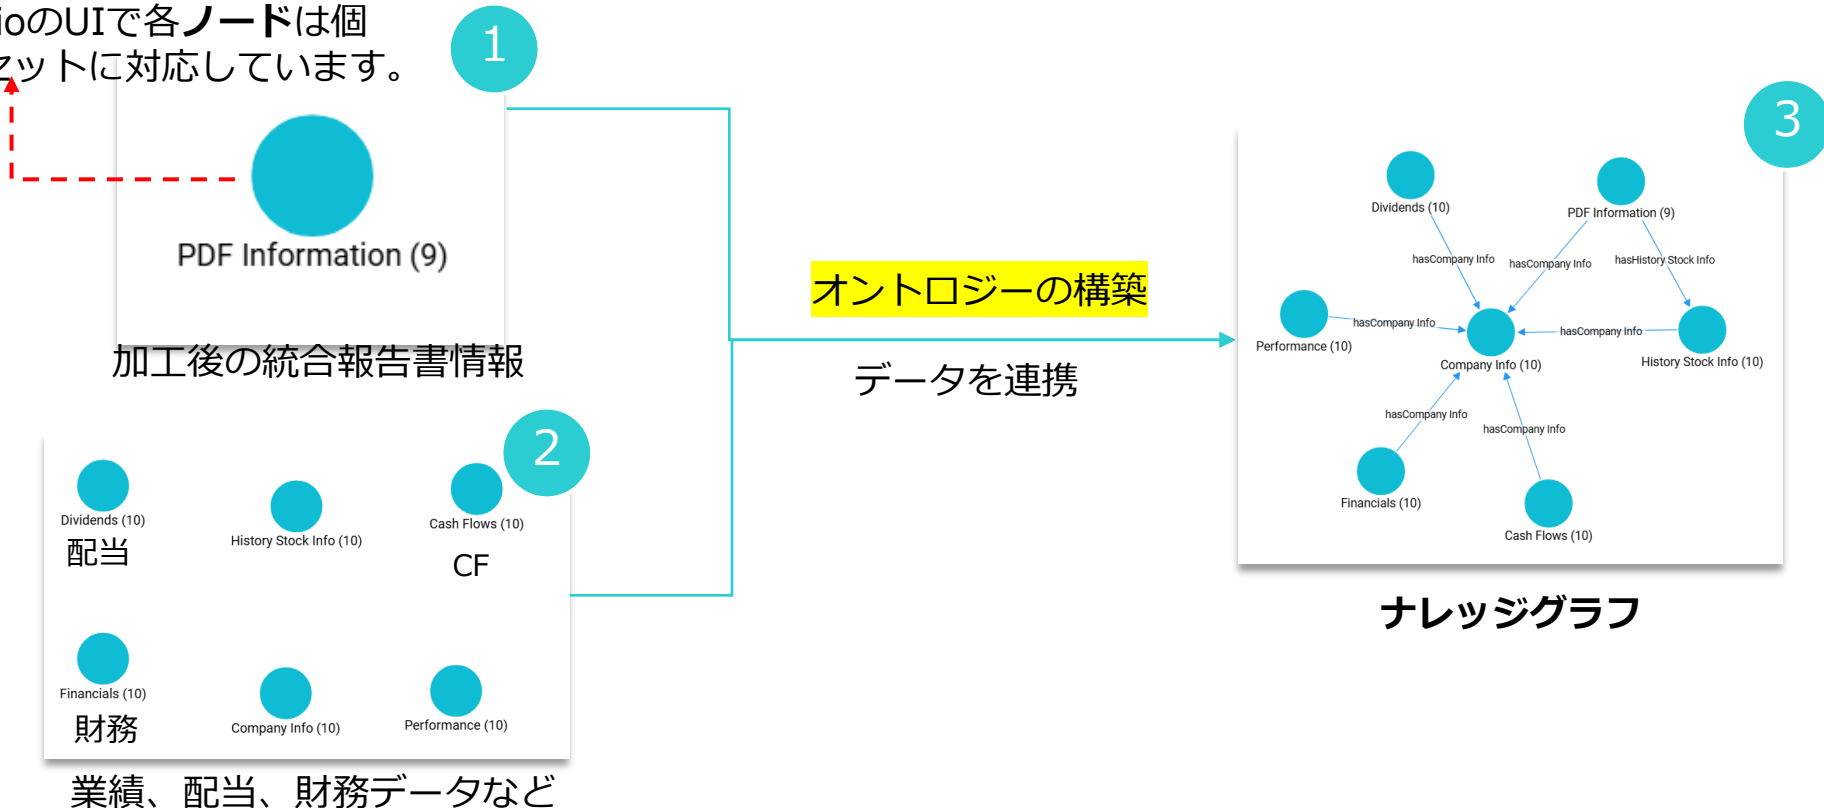 ioのUIで各ノードは個
セットに対応しています。
1
PDF Information (9)
加工後の統合報告書情報
2
Dividends (10)
配当
History Stock Info (10)
Cash Flows (10)
CF
Financials (10)
財務
Company Info (10)
Performance (10)
業績、配当、財務データなど
オントロジーの構築
データを連携
3
Dividends (10)
PDF Information (9)
hasCompany Info
hasCompany Info
hasHistory Stock Info
Performance (10)
hasCompany Info
Company Info (10)
hasCompany Info
History Stock Info (10)
hasCompany Info
hasCompany Info
Financials (10)
Cash Flows (10)
ナレッジグラフ